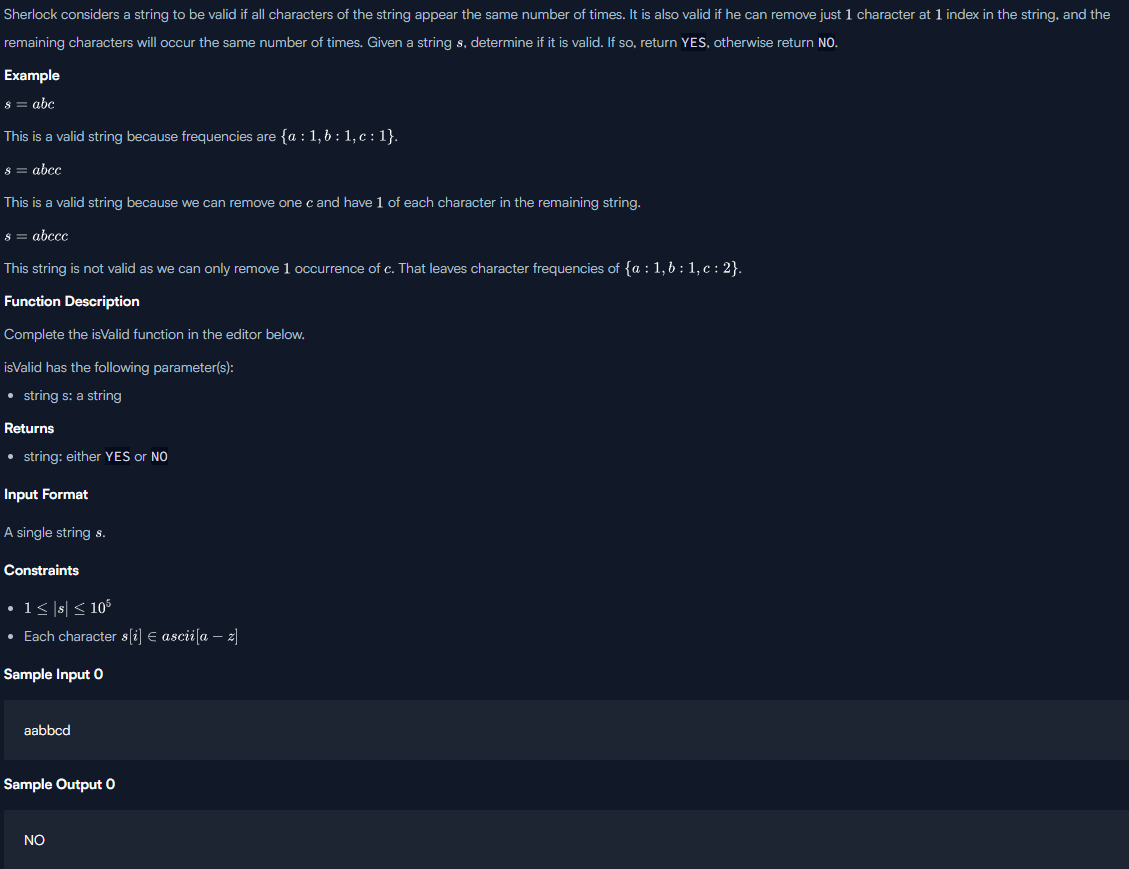 Sherlock considers a string to be valid if all characters of the string appear the same number of times. It is also valid if he can remove just 1 character at 1 index in the string, and the
remaining characters will occur the same number of times. Given a string s, determine if it is valid. If so, return YES, otherwise return NO.
Example
s = abc
This is a valid string because frequencies are {a : 1, b : 1, c : 1}.
s = abcc
This is a valid string because we can remove one c and have 1 of each character in the remaining string.
s = abccc
This string is not valid as we can only remove 1 occurrence of c. That leaves character frequencies of {a : 1, b : 1, c : 2}.
Function Description
Complete the isValid function in the editor below.
isValid has the following parameter(s):
• string s: a string
Returns
• string: either YES or NO
Input Format
A single string s.
Constraints
• 1 ≤ |s| ≤ 10⁵
• Each character s[i] ∈ ascii[a − z]
Sample Input 0
aabbcd
Sample Output 0
NO